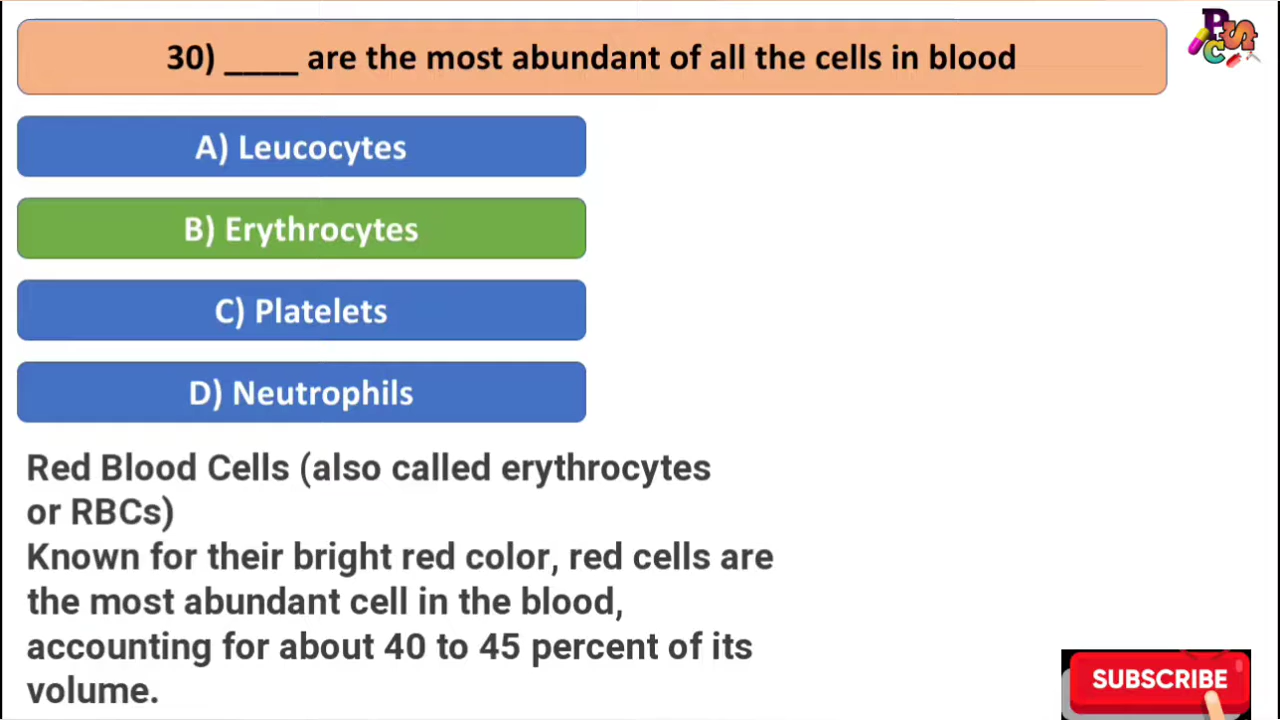 30) ____ are the most abundant of all the cells in blood
A) Leucocytes
B) Erythrocytes
C) Platelets
D) Neutrophils
Red Blood Cells (also called erythrocytes
or RBCs)
Known for their bright red color, red cells are
the most abundant cell in the blood,
accounting for about 40 to 45 percent of its
volume.
SUBSCRIBE